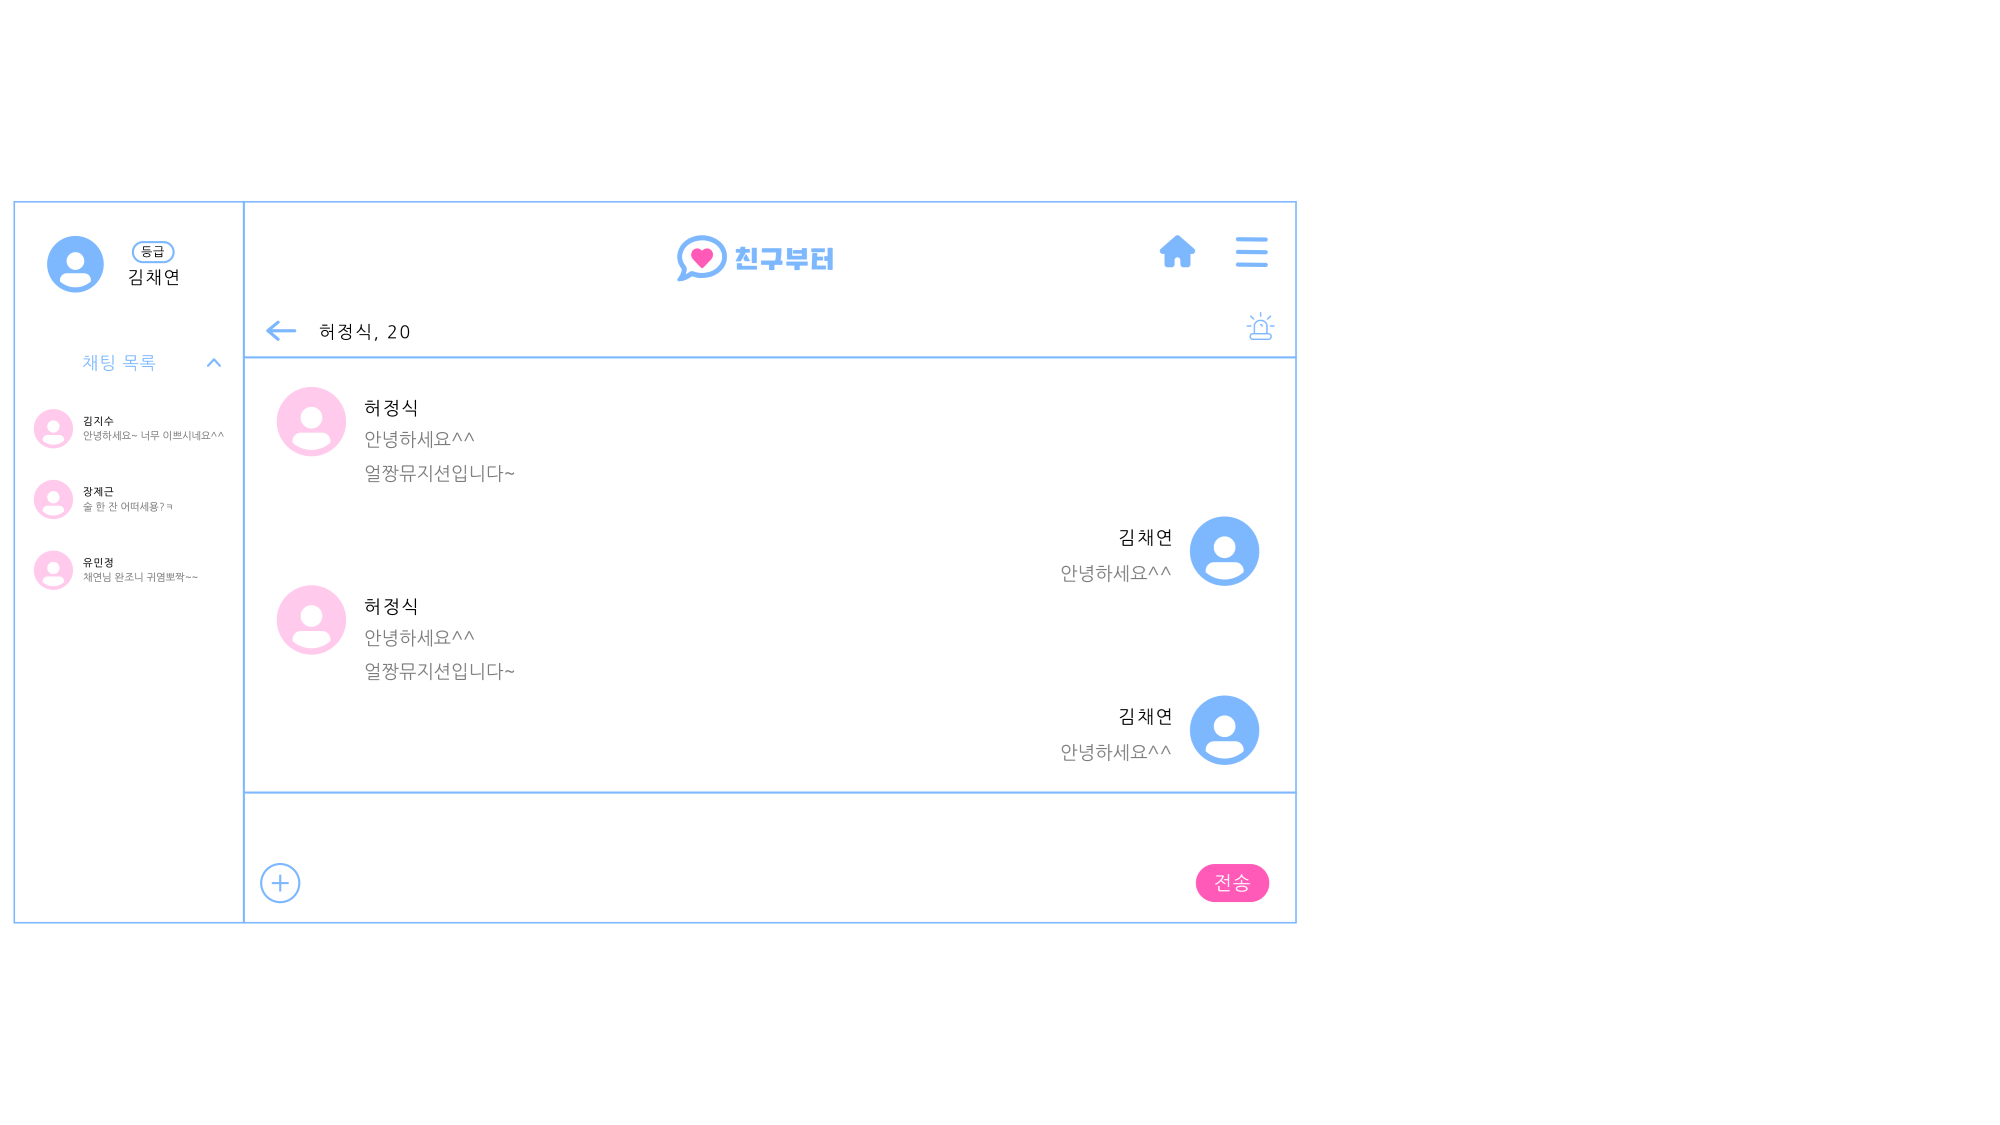 등급
김채연
채팅 목록
김지수
안녕하세요~ 너무 이쁘시네요^^
장제근
술 한 잔 어떠세용?ㅋ
유민정
채연님 완조니 귀염뽀짝~~
친구부터
허정식, 20
허정식
안녕하세요^^
얼짱뮤지션입니다~
김채연
안녕하세요^^
허정식
안녕하세요^^
얼짱뮤지션입니다~
김채연
안녕하세요^^
전송